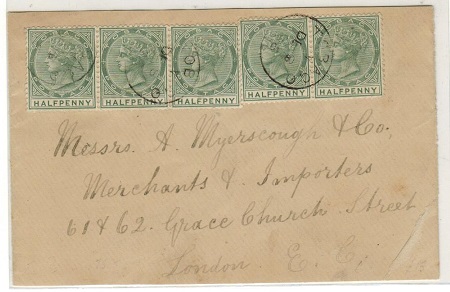 HALFPENNY HALFPENNY HALFPENNY HALFPENNY HALFPENNY
Messrs. A. Myerscough & Co.
Merchants & Importers
61 & 62. Grace Church Street
London E. C.